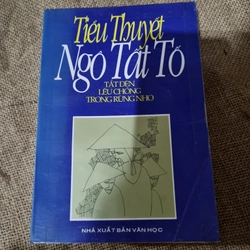 Tiểu Thuyết
Ngô Tất Tố
TẮT ĐÈN
LỀU CHÕNG
TRONG RỪNG NHO
NHÀ XUẤT BẢN VĂN HỌC